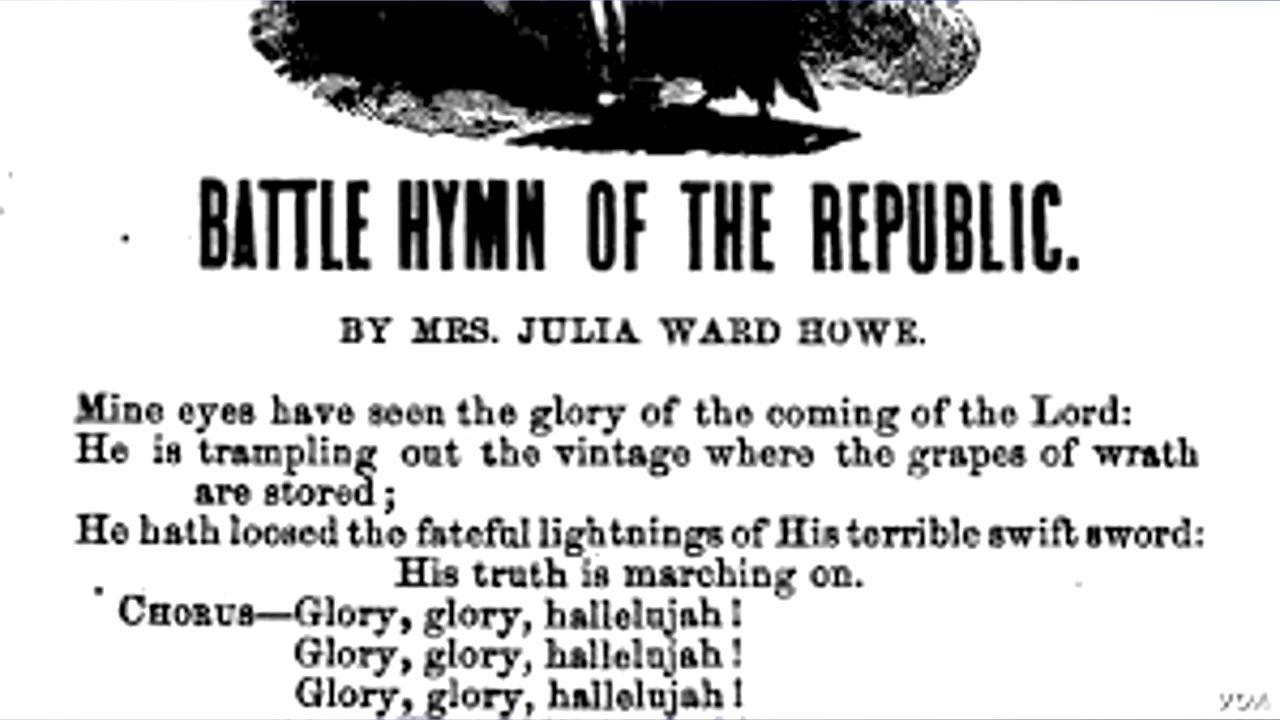 BATTLE HYMN OF THE REPUBLIC.
BY MRS. JULIA WARD HOWE.
Mine eyes have seen the glory of the coming of the Lord:
He is trampling out the vintage where the grapes of wrath
are stored;
He hath loosed the fateful lightnings of His terrible swift sword:
His truth is marching on.
CHORUS—Glory, glory, hallelujah!
Glory, glory, hallelujah!
Glory, glory, hallelujah!
VOA